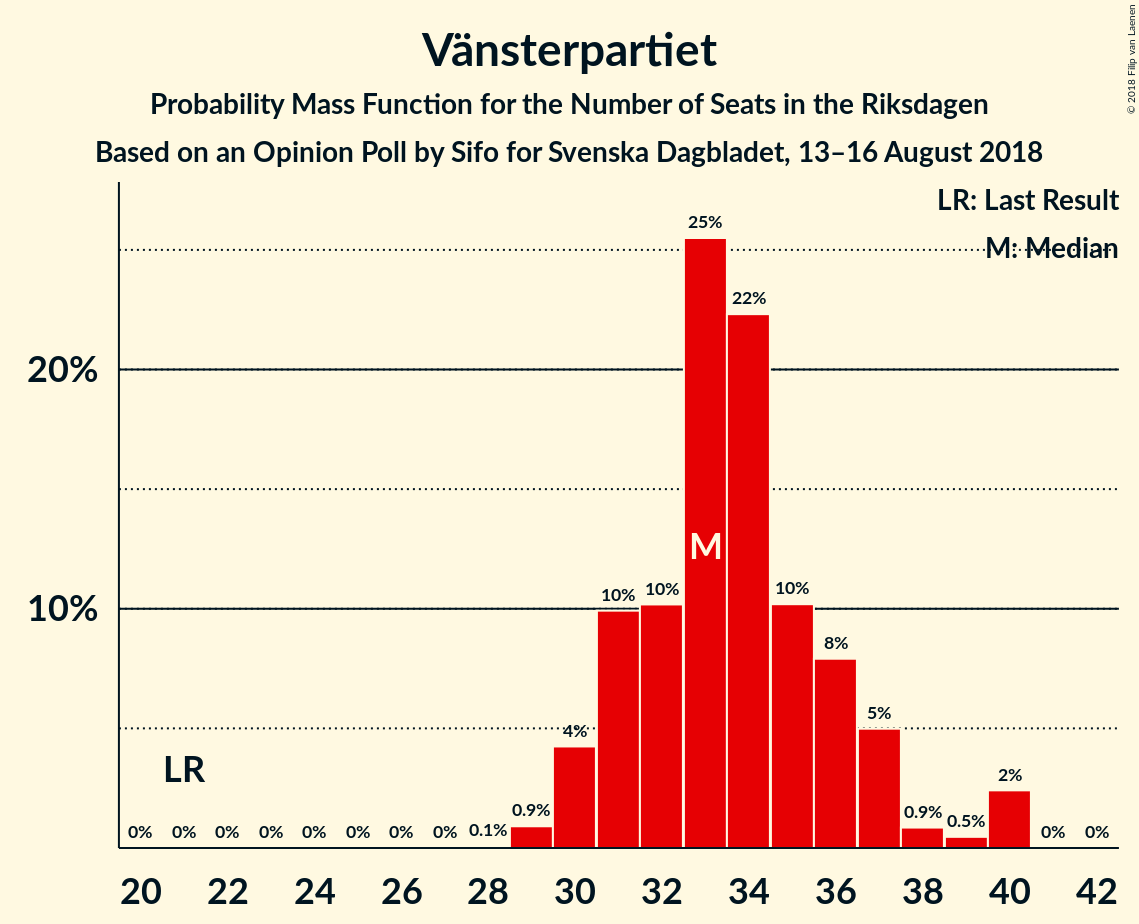 Vänsterpartiet
Probability Mass Function for the Number of Seats in the Riksdagen
Based on an Opinion Poll by Sifo for Svenska Dagbladet, 13–16 August 2018
© 2018 Filip van Laenen
LR: Last Result
M: Median
20%
10%
25%
22%
M
10%
10%
10%
8%
5%
4%
LR
2%
0%
0%
0%
0%
0%
0%
0%
0%
0.1%
0.9%
0.9%
0.5%
0%
0%
20 22 24 26 28 30 32 34 36 38 40 42